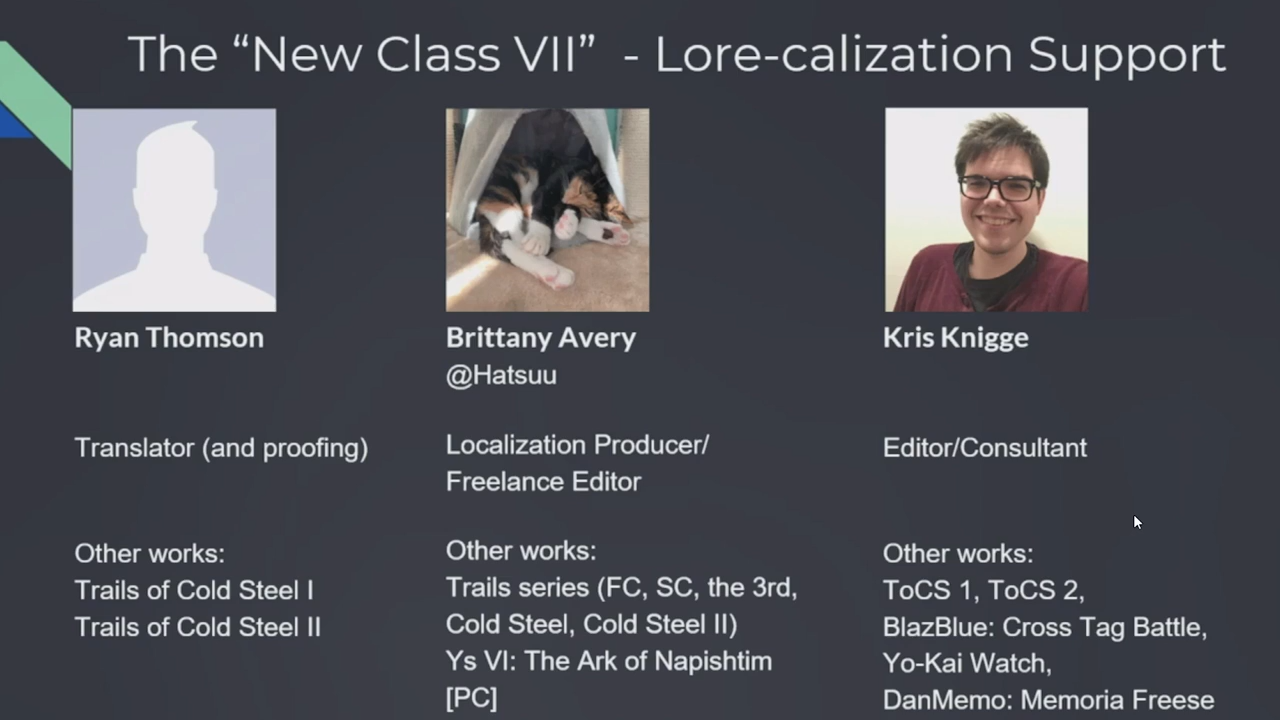 The “New Class VII” - Lore-calization Support
Ryan Thomson
Translator (and proofing)
Other works:
Trails of Cold Steel I
Trails of Cold Steel II
Brittany Avery
@Hatsuu
Localization Producer/
Freelance Editor
Other works:
Trails series (FC, SC, the 3rd,
Cold Steel, Cold Steel II)
Ys VI: The Ark of Napishtim
[PC]
Kris Knigge
Editor/Consultant
Other works:
ToCS 1, ToCS 2,
BlazBlue: Cross Tag Battle,
Yo-Kai Watch,
DanMemo: Memoria Freese